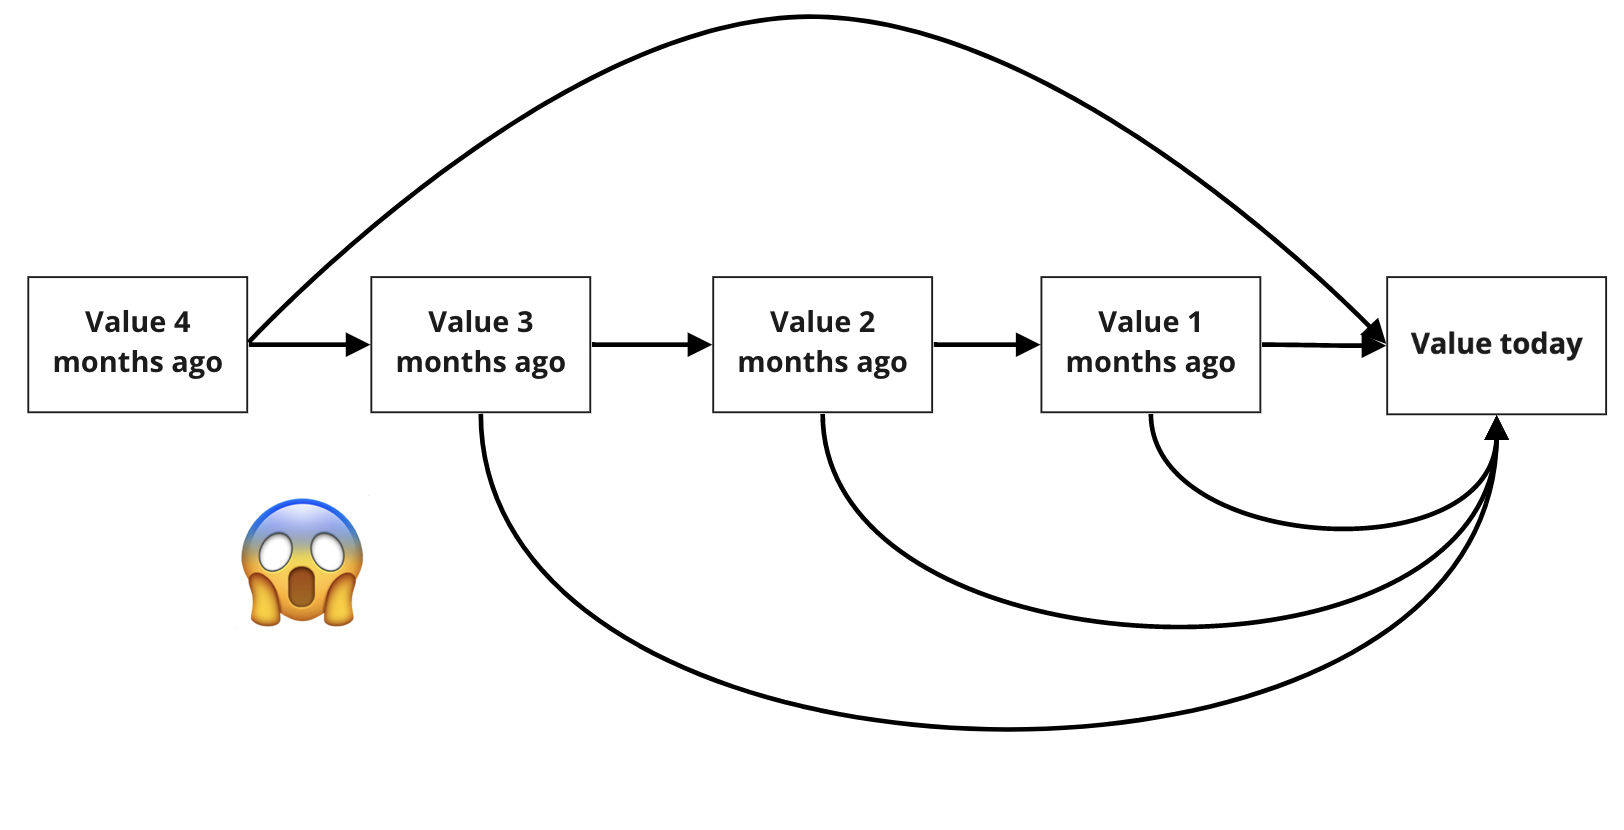 Value 4
months ago
Value 3
months ago
Value 2
months ago
Value 1
months ago
Value today